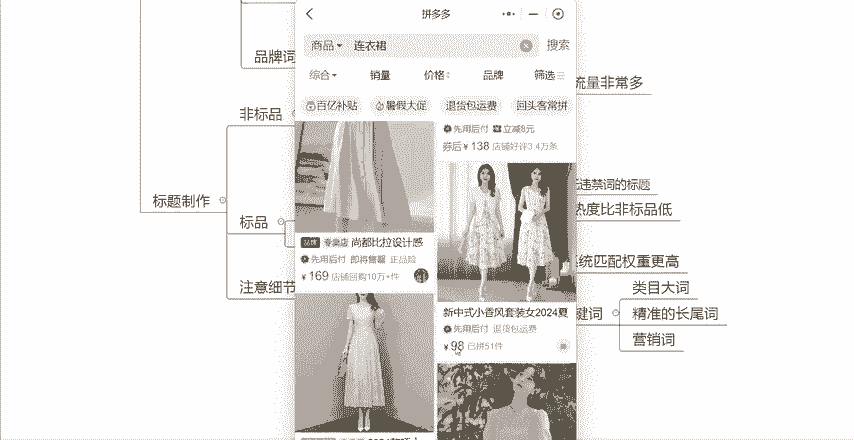 拼多多
商品 连衣裙 搜索
综合 销量 价格 品牌 筛选
百亿补贴 暑假大促 退货包运费 回头客常拼
先用后付 立减8元
券后¥138 店铺好评3.4万条
品牌 专卖店 尚都比拉设计感
先用后付 即将售罄 正品险
¥169 店铺回购10万+件
新中式小香风套装女2024夏
先用后付 退货包运费
¥98 已拼51件
品牌词
非标品
标题制作
标品
注意细节
流量非常多
违禁词的标题
热度比非标品低
统匹配权重更高
键词
类目大词
精准的长尾词
营销词